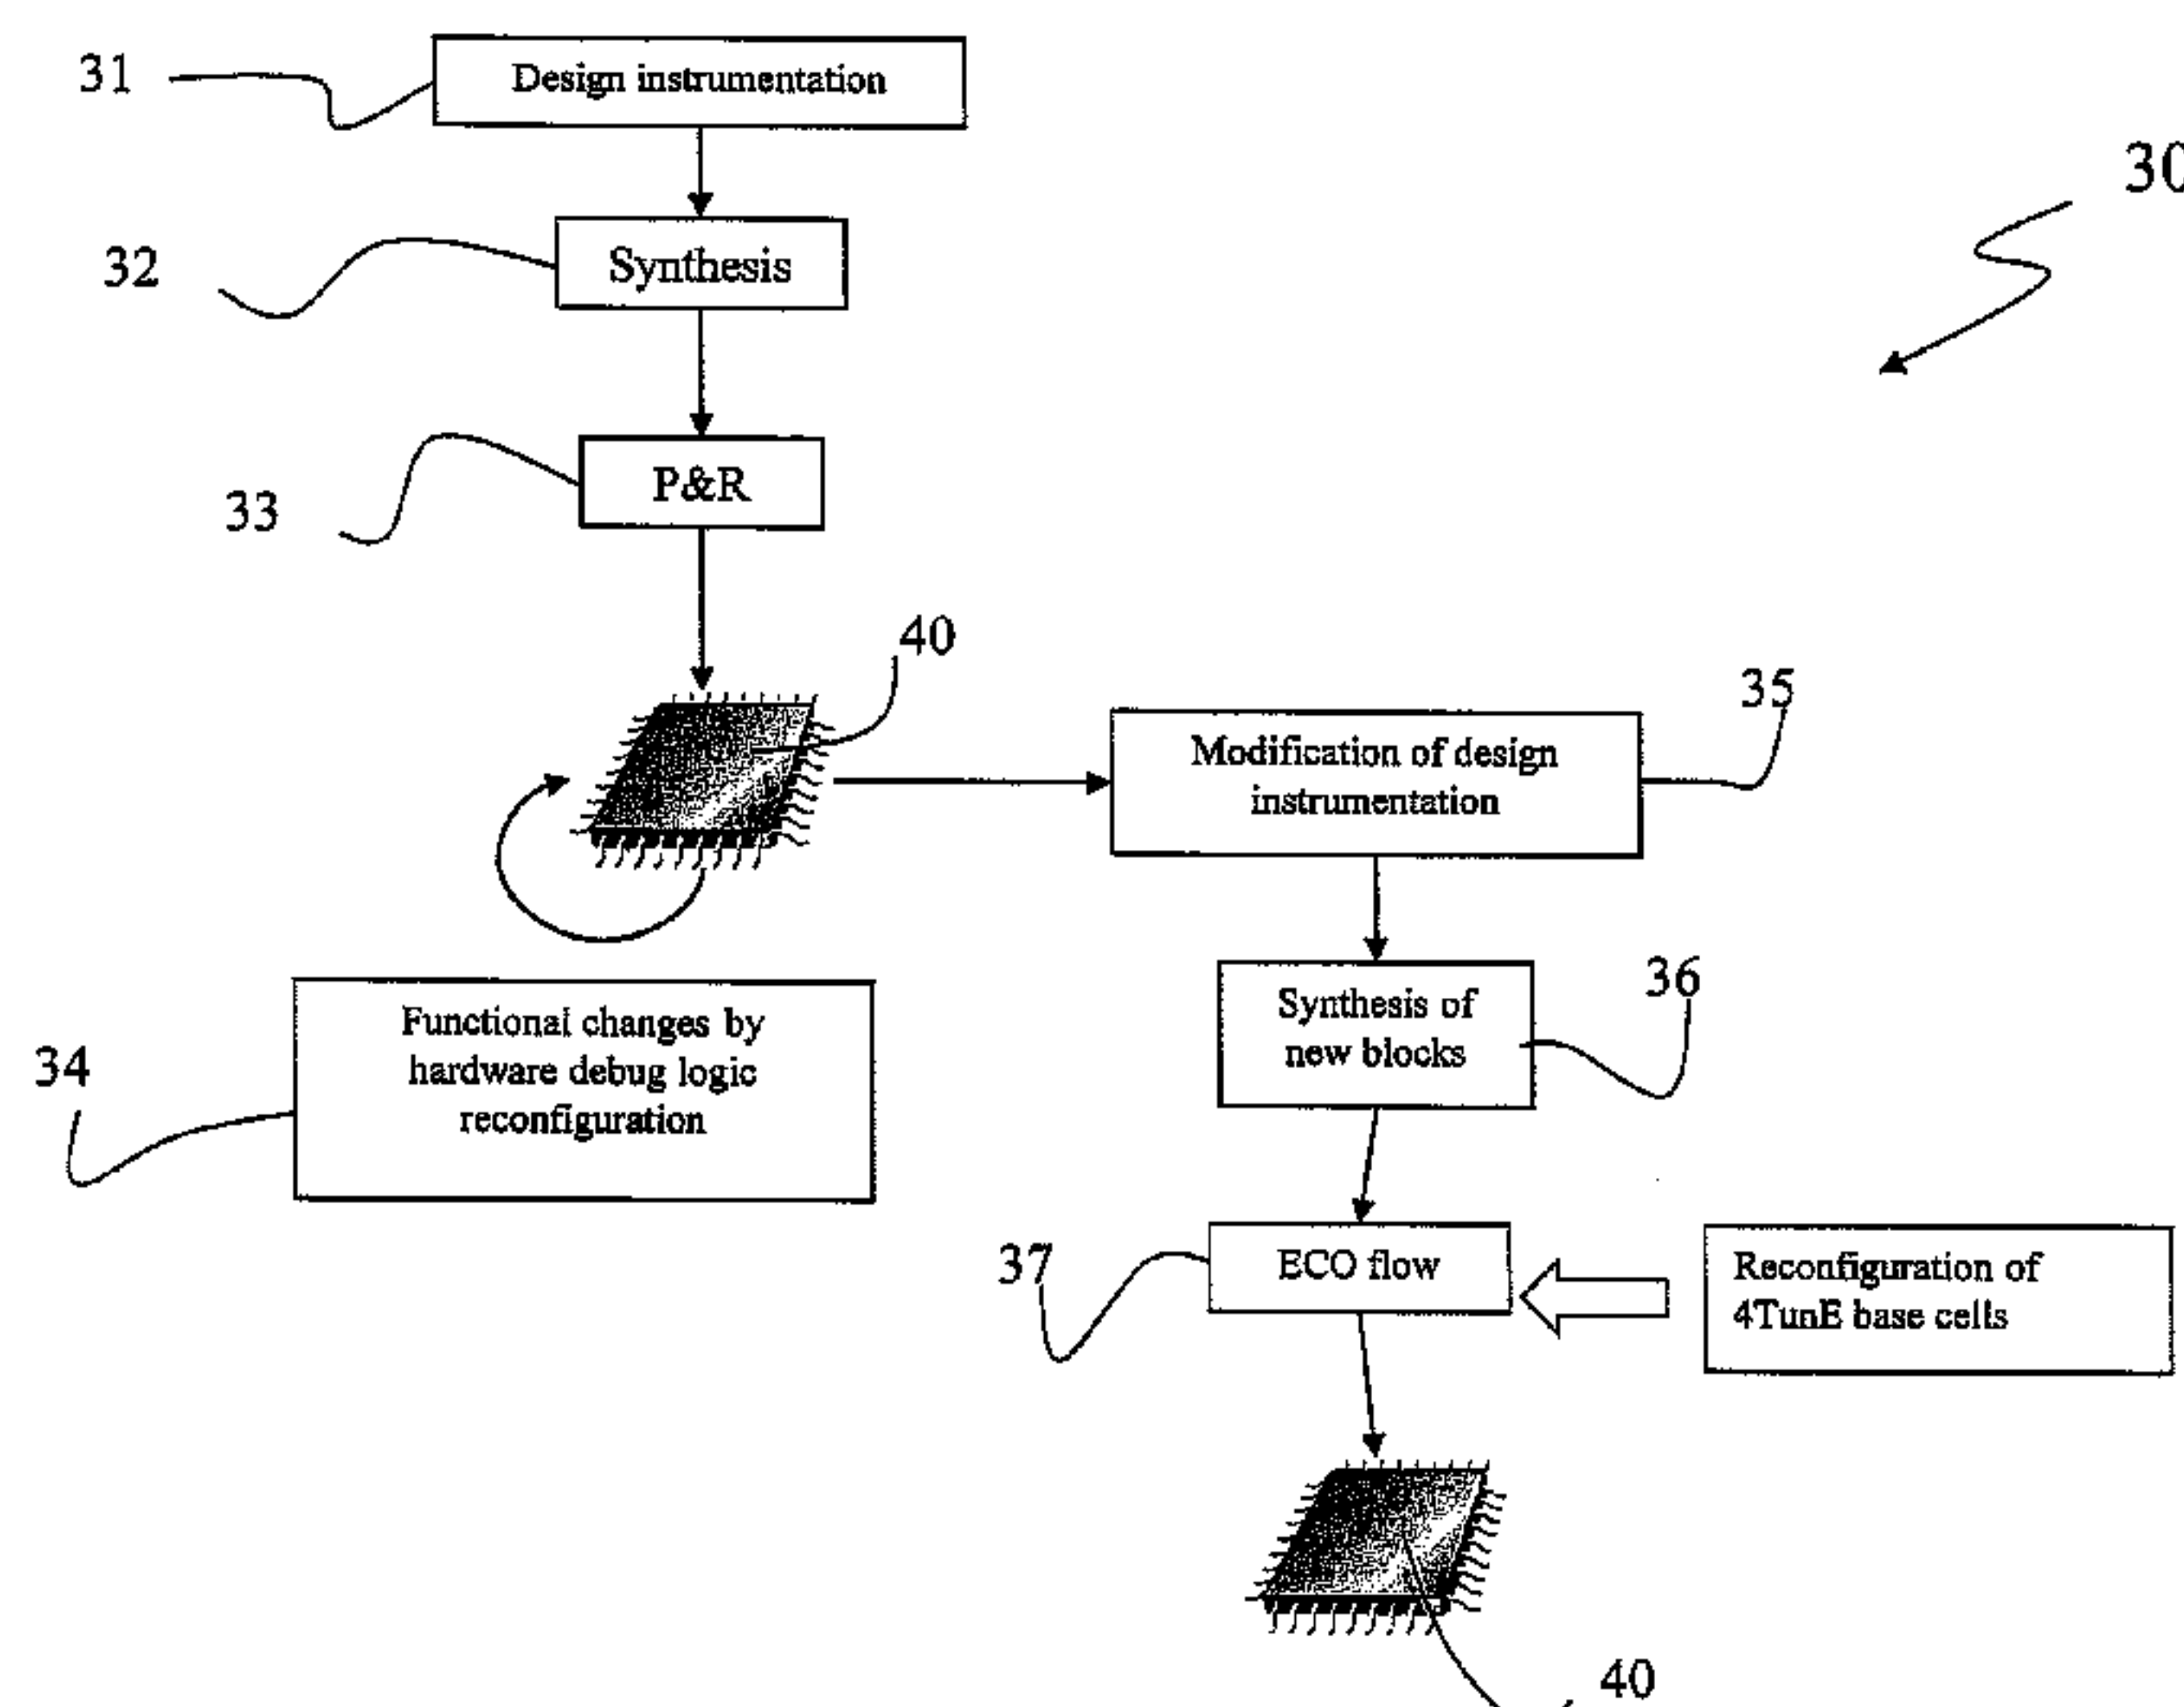 31
Design instrumentation
30
32
Synthesis
33
P&R
40
35
Modification of design
instrumentation
34
Functional changes by
hardware debug logic
reconfiguration
36
Synthesis of
new blocks
37
ECO flow
Reconfiguration of
4TunE base cells
40